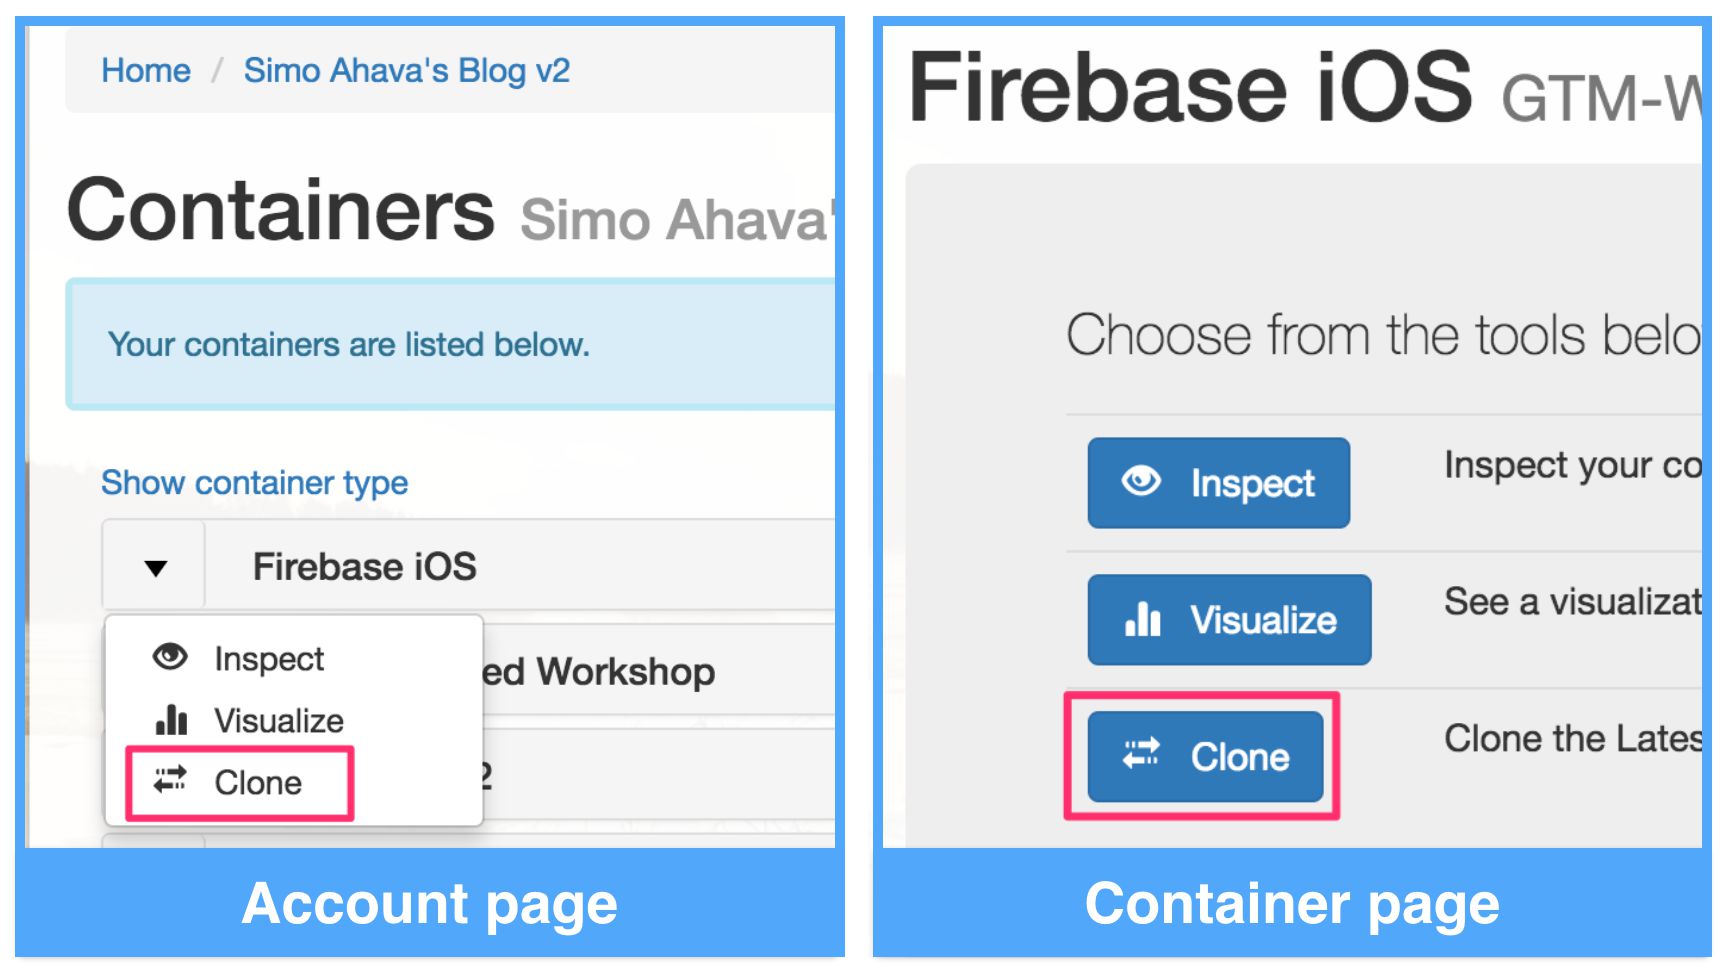 Home / Simo Ahava's Blog v2
Containers Simo Ahava'
Your containers are listed below.
Show container type
Firebase iOS
Inspect
ed Workshop
Visualize
Clone
2
Account page
Firebase iOS GTM-W
Choose from the tools belo
Inspect
Inspect your co
Visualize
See a visualizat
Clone
Clone the Lates
Container page